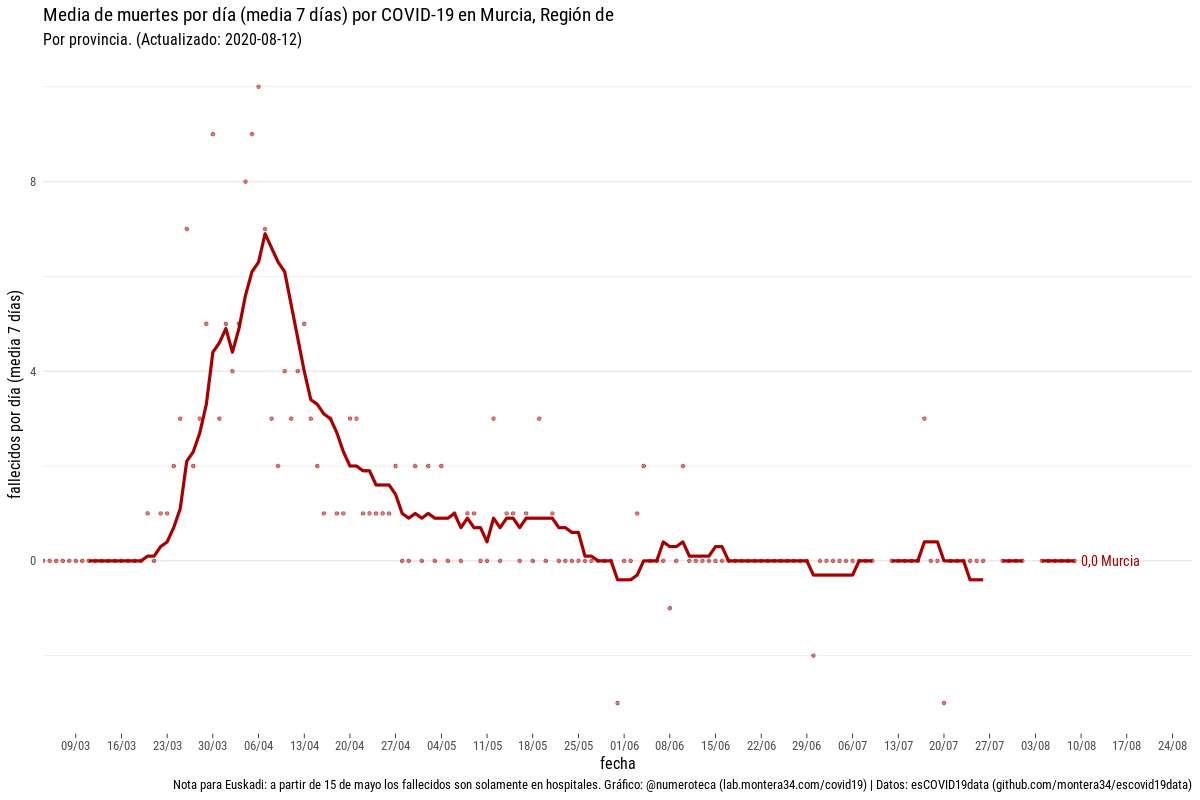 Media de muertes por día (media 7 días) por COVID-19 en Murcia, Región de
Por provincia. (Actualizado: 2020-08-12)
fallecidos por día (media 7 días)
8
4
0
0,0 Murcia
09/03 16/03 23/03 30/03 06/04 13/04 20/04 27/04 04/05 11/05 18/05 25/05 01/06 08/06 15/06 22/06 29/06 06/07 13/07 20/07 27/07 03/08 10/08 17/08 24/08
fecha
Nota para Euskadi: a partir de 15 de mayo los fallecidos son solamente en hospitales. Gráfico: @numeroteca (lab.montera34.com/covid19) | Datos: esCOVID19data (github.com/montera34/escovid19data)